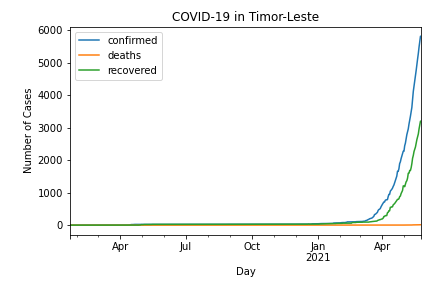 COVID-19 in Timor-Leste
6000
5000
4000
3000
2000
1000
0
Number of Cases
confirmed
deaths
recovered
Apr
Jul
Oct
Jan
2021
Apr
Day